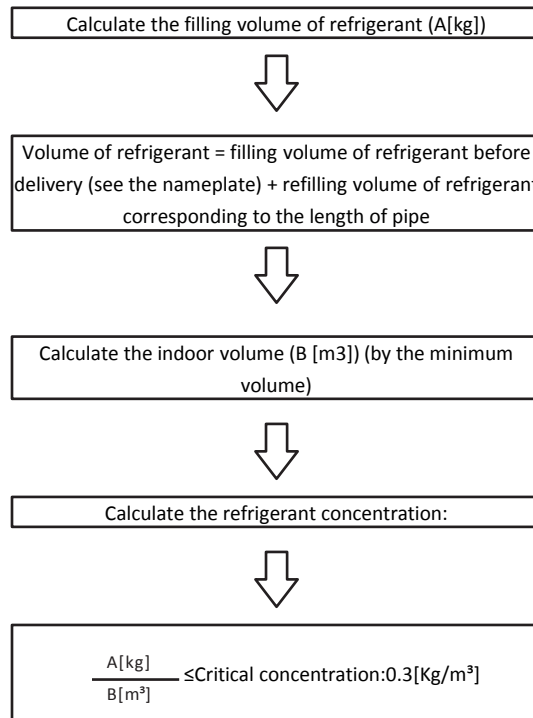 Calculate the filling volume of refrigerant (A[kg])
Volume of refrigerant = filling volume of refrigerant before
delivery (see the nameplate) + refilling volume of refrigerant
corresponding to the length of pipe
Calculate the indoor volume (B [m3]) (by the minimum
volume)
Calculate the refrigerant concentration:
A[kg]
B[m³]
≤Critical concentration:0.3[Kg/m³]